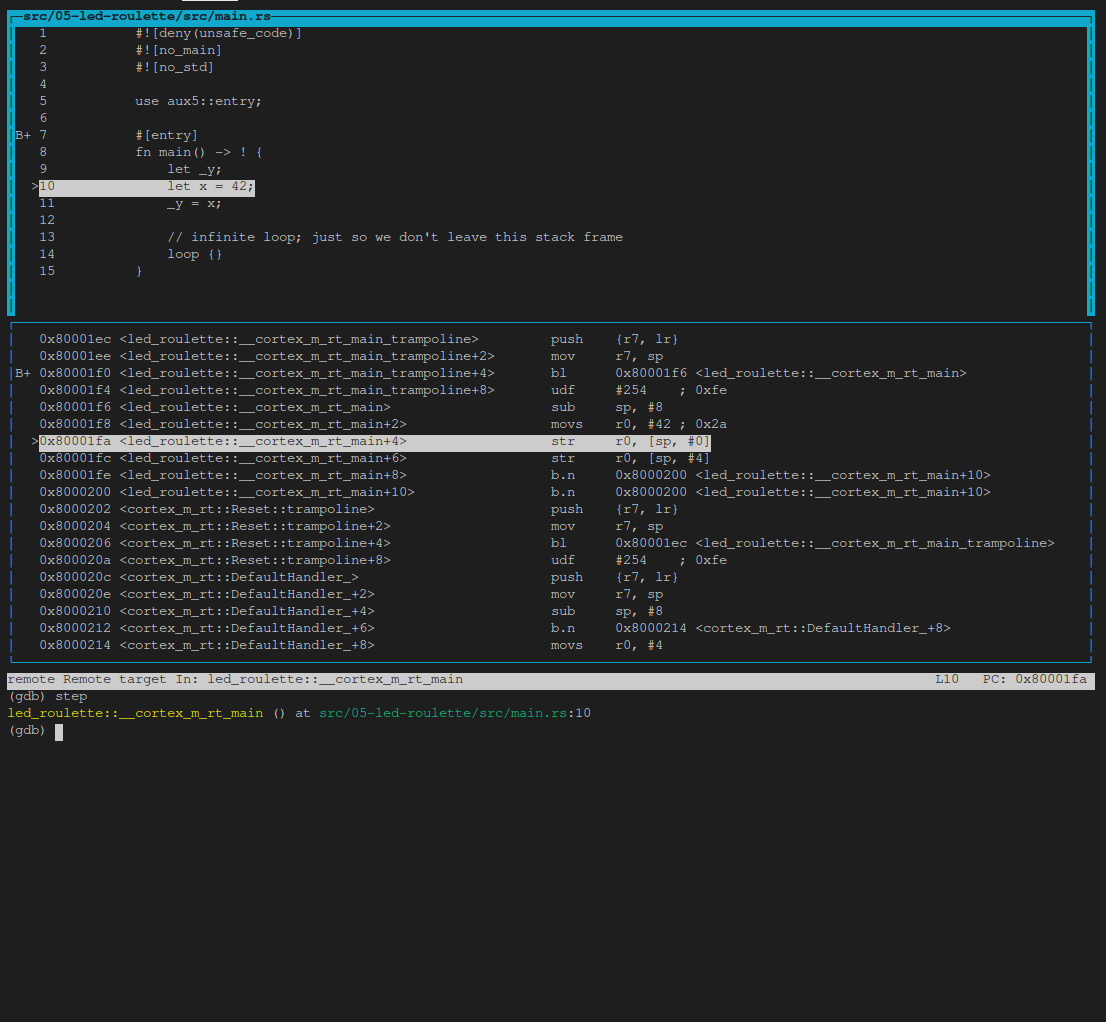 src/05-led-roulette/src/main.rs
1 #![deny(unsafe_code)]
2 #![no_main]
3 #![no_std]
4
5 use aux5::entry;
6
B+ 7 #[entry]
8 fn main() -> ! {
9 let _y;
>10 let x = 42;
11 _y = x;
12
13 // infinite loop; just so we don't leave this stack frame
14 loop {}
15 }
0x80001ec <led_roulette::__cortex_m_rt_main_trampoline> push {r7, lr}
0x80001ee <led_roulette::__cortex_m_rt_main_trampoline+2> mov r7, sp
B+ 0x80001f0 <led_roulette::__cortex_m_rt_main_trampoline+4> bl 0x80001f6 <led_roulette::__cortex_m_rt_main>
0x80001f4 <led_roulette::__cortex_m_rt_main_trampoline+8> udf #254 ; 0xfe
0x80001f6 <led_roulette::__cortex_m_rt_main> sub sp, #8
0x80001f8 <led_roulette::__cortex_m_rt_main+2> movs r0, #42 ; 0x2a
>0x80001fa <led_roulette::__cortex_m_rt_main+4> str r0, [sp, #0]
0x80001fc <led_roulette::__cortex_m_rt_main+6> str r0, [sp, #4]
0x80001fe <led_roulette::__cortex_m_rt_main+8> b.n 0x8000200 <led_roulette::__cortex_m_rt_main+10>
0x8000200 <led_roulette::__cortex_m_rt_main+10> b.n 0x8000200 <led_roulette::__cortex_m_rt_main+10>
0x8000202 <cortex_m_rt::Reset::trampoline> push {r7, lr}
0x8000204 <cortex_m_rt::Reset::trampoline+2> mov r7, sp
0x8000206 <cortex_m_rt::Reset::trampoline+4> bl 0x80001ec <led_roulette::__cortex_m_rt_main_trampoline>
0x800020a <cortex_m_rt::Reset::trampoline+8> udf #254 ; 0xfe
0x800020c <cortex_m_rt::DefaultHandler_> push {r7, lr}
0x800020e <cortex_m_rt::DefaultHandler_+2> mov r7, sp
0x8000210 <cortex_m_rt::DefaultHandler_+4> sub sp, #8
0x8000212 <cortex_m_rt::DefaultHandler_+6> b.n 0x8000214 <cortex_m_rt::DefaultHandler_+8>
0x8000214 <cortex_m_rt::DefaultHandler_+8> movs r0, #4
remote Remote target In: led_roulette::__cortex_m_rt_main L10 PC: 0x80001fa
(gdb) step
led_roulette::__cortex_m_rt_main () at src/05-led-roulette/src/main.rs:10
(gdb)